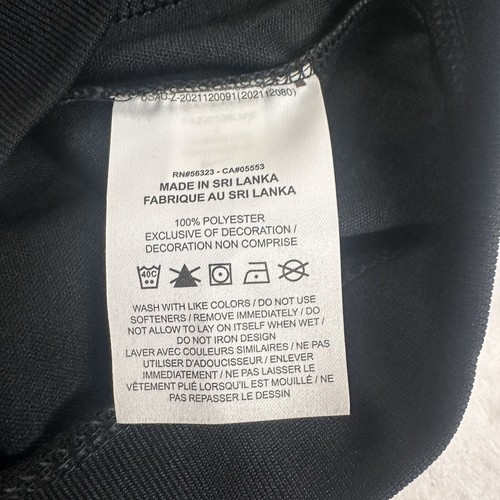 RN#56323 - CA#05553
MADE IN SRI LANKA
FABRIQUE AU SRI LANKA
100% POLYESTER
EXCLUSIVE OF DECORATION /
DECORATION NON COMPRISE
40C
WASH WITH LIKE COLORS / DO NOT USE
SOFTENERS / REMOVE IMMEDIATELY / DO
NOT ALLOW TO LAY ON ITSELF WHEN WET /
DO NOT IRON DESIGN
LAVER AVEC COULEURS SIMILAIRES / NE PAS
UTILISER D'ADOUCISSEUR / ENLEVER
IMMÉDIATEMENT / NE PAS LAISSER LE
VÊTEMENT PLIÉ LORSQU'IL EST MOUILLÉ / NE
PAS REPASSER LE DESSIN